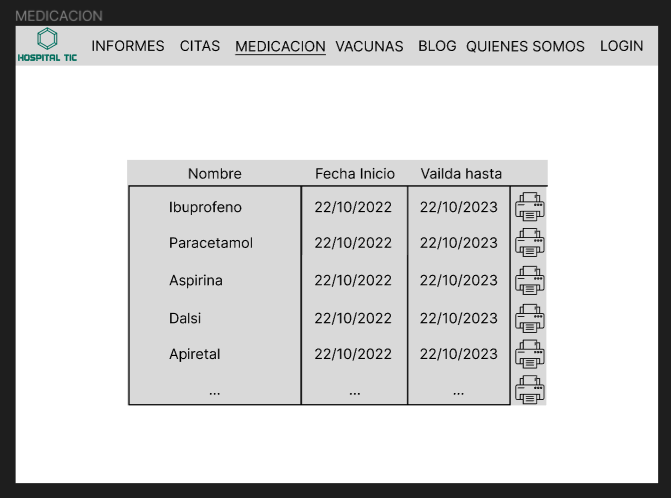 MEDICACION
HOSPITAL TIC INFORMES CITAS MEDICACION VACUNAS BLOG QUIENES SOMOS LOGIN
Nombre Fecha Inicio Vailda hasta
Ibuprofeno 22/10/2022 22/10/2023
Paracetamol 22/10/2022 22/10/2023
Aspirina 22/10/2022 22/10/2023
Dalsi 22/10/2022 22/10/2023
Apiretal 22/10/2022 22/10/2023
... ... ...